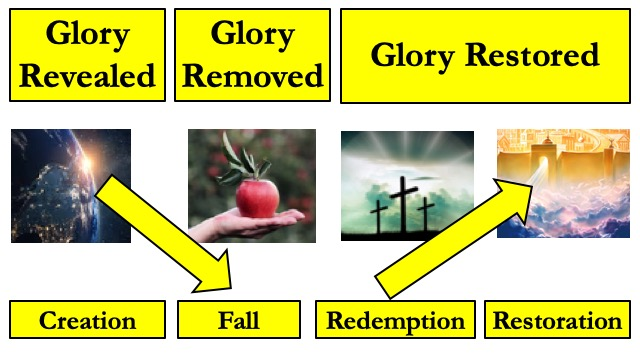 Glory
Revealed
Glory
Removed
Glory Restored
Creation
Fall
Redemption
Restoration